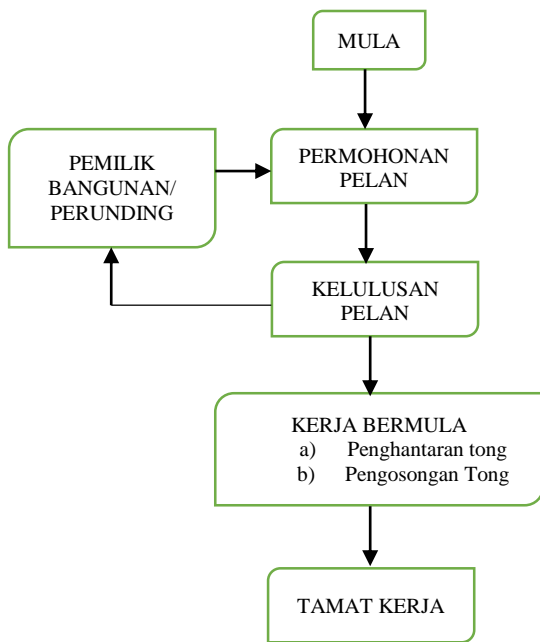 MULA
PEMILIK
BANGUNAN/
PERUNDING
PERMOHONAN
PELAN
KELULUSAN
PELAN
KERJA BERMULA
a) Penghantaran tong
b) Pengosongan Tong
TAMAT KERJA